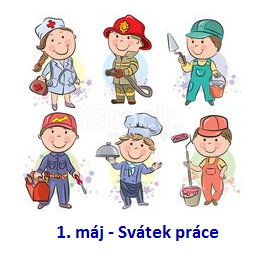 1. máj - Svátek práce